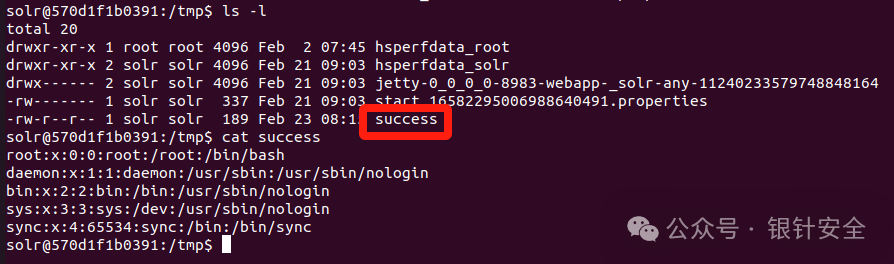 solr@570d1f1b0391:/tmp$ ls -l
total 20
drwxr-xr-x 1 root root 4096 Feb  2 07:45 hsperfdata_root
drwxr-xr-x 2 solr solr 4096 Feb 21 09:03 hsperfdata_solr
drwx------ 2 solr solr 4096 Feb 21 09:03 jetty-0_0_0_0-8983-webapp-_solr-any-11240233579748848164
-rw------- 1 solr solr  337 Feb 21 09:03 start_16582295006988640491.properties
-rw-r--r-- 1 solr solr  189 Feb 23 success
solr@570d1f1b0391:/tmp$ cat success
root:x:0:0:root:/root:/bin/bash
daemon:x:1:1:daemon:/usr/sbin:/usr/sbin/nologin
bin:x:2:2:bin:/bin:/usr/sbin/nologin
sys:x:3:3:sys:/dev:/usr/sbin/nologin
sync:x:4:65534:sync:/bin:/bin/sync
solr@570d1f1b0391:/tmp$
公众号 · 银针安全